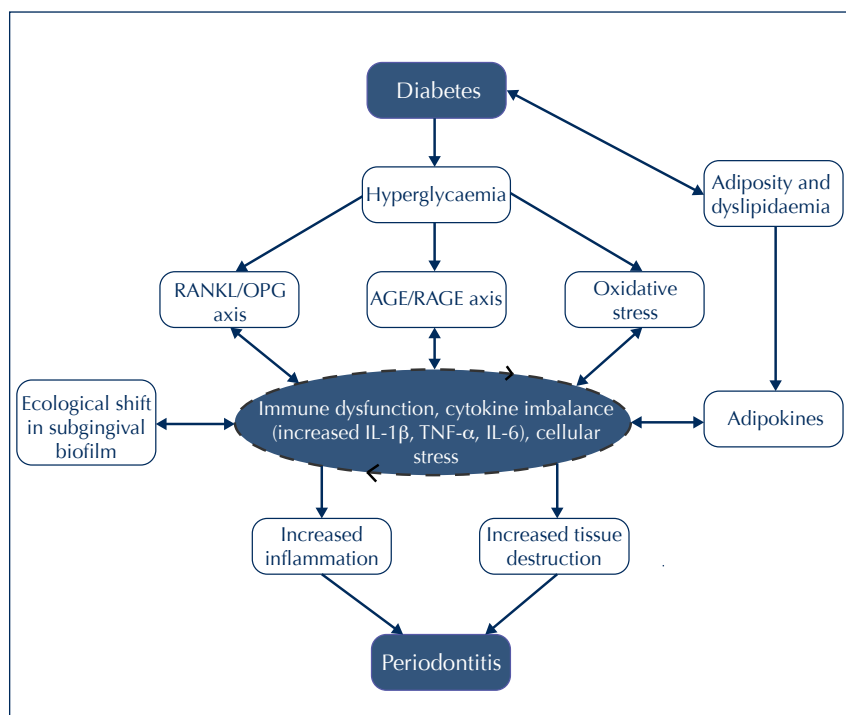 Diabetes
Hyperglycaemia
Adiposity and
dyslipidaemia
RANKL/OPG
axis
AGE/RAGE axis
Oxidative
stress
Ecological shift
in subgingival
biofilm
Immune dysfunction, cytokine imbalance
(increased IL-1β, TNF-α, IL-6), cellular
stress
Adipokines
Increased
inflammation
Increased tissue
destruction
Periodontitis